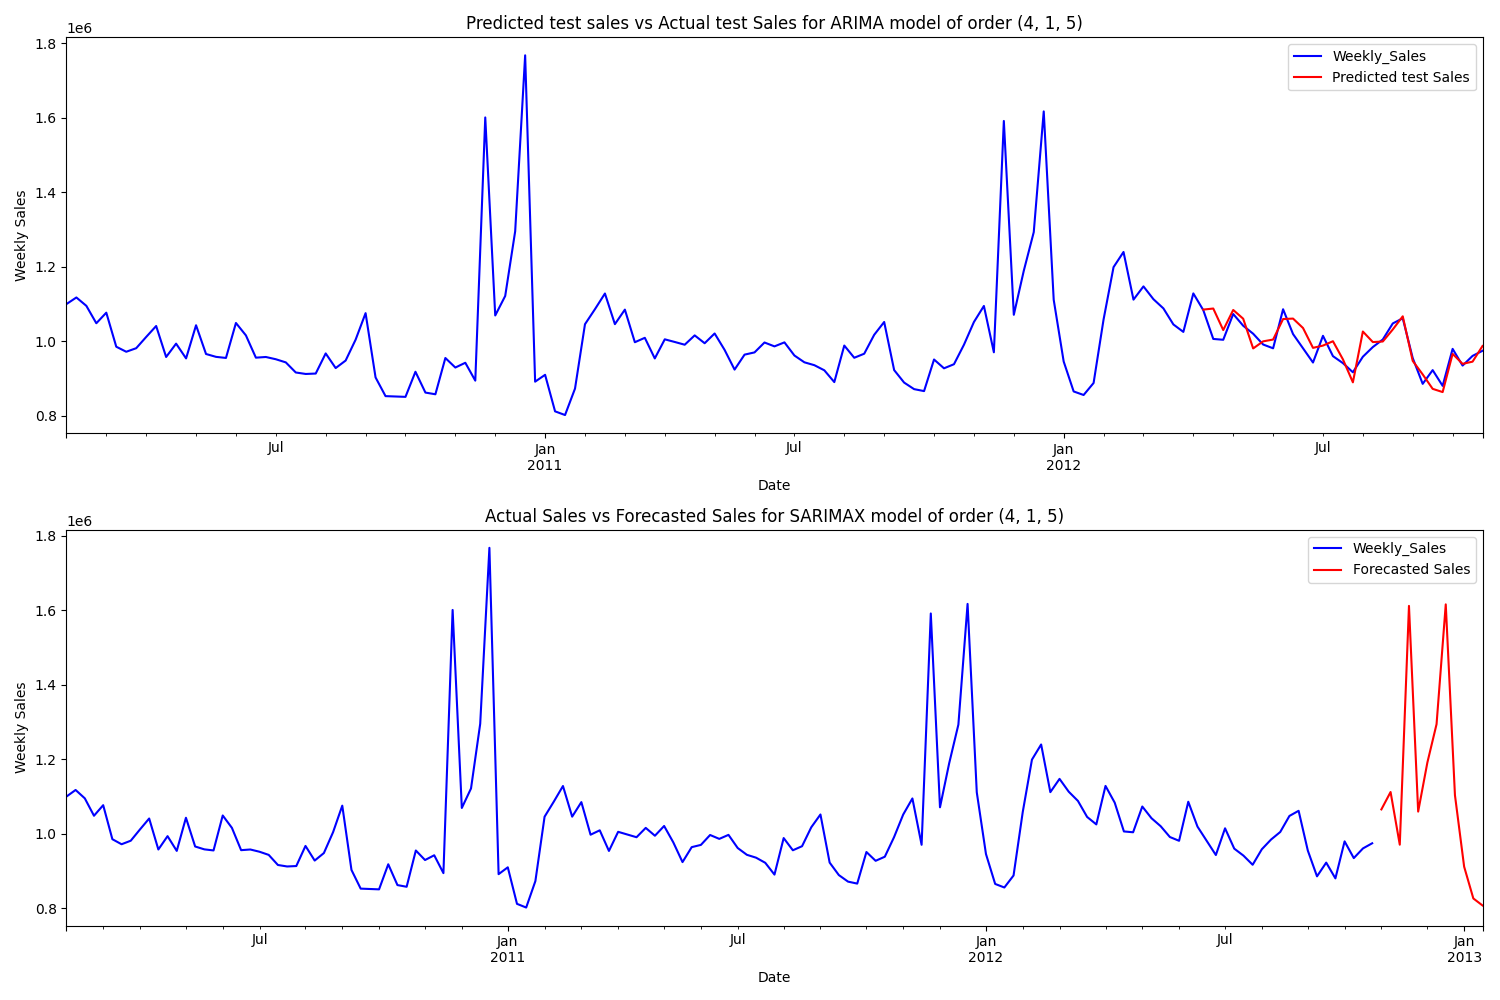 Predicted test sales vs Actual test Sales for ARIMA model of order (4, 1, 5)
1e6
1.8
1.6
1.4
1.2
1.0
0.8
Weekly Sales
Weekly_Sales
Predicted test Sales
Jul
Jan
2011
Jul
Jan
2012
Jul
Date
Actual Sales vs Forecasted Sales for SARIMAX model of order (4, 1, 5)
1e6
1.8
1.6
1.4
1.2
1.0
0.8
Weekly Sales
Weekly_Sales
Forecasted Sales
Jul
Jan
2011
Jul
Jan
2012
Jul
Jan
2013
Date